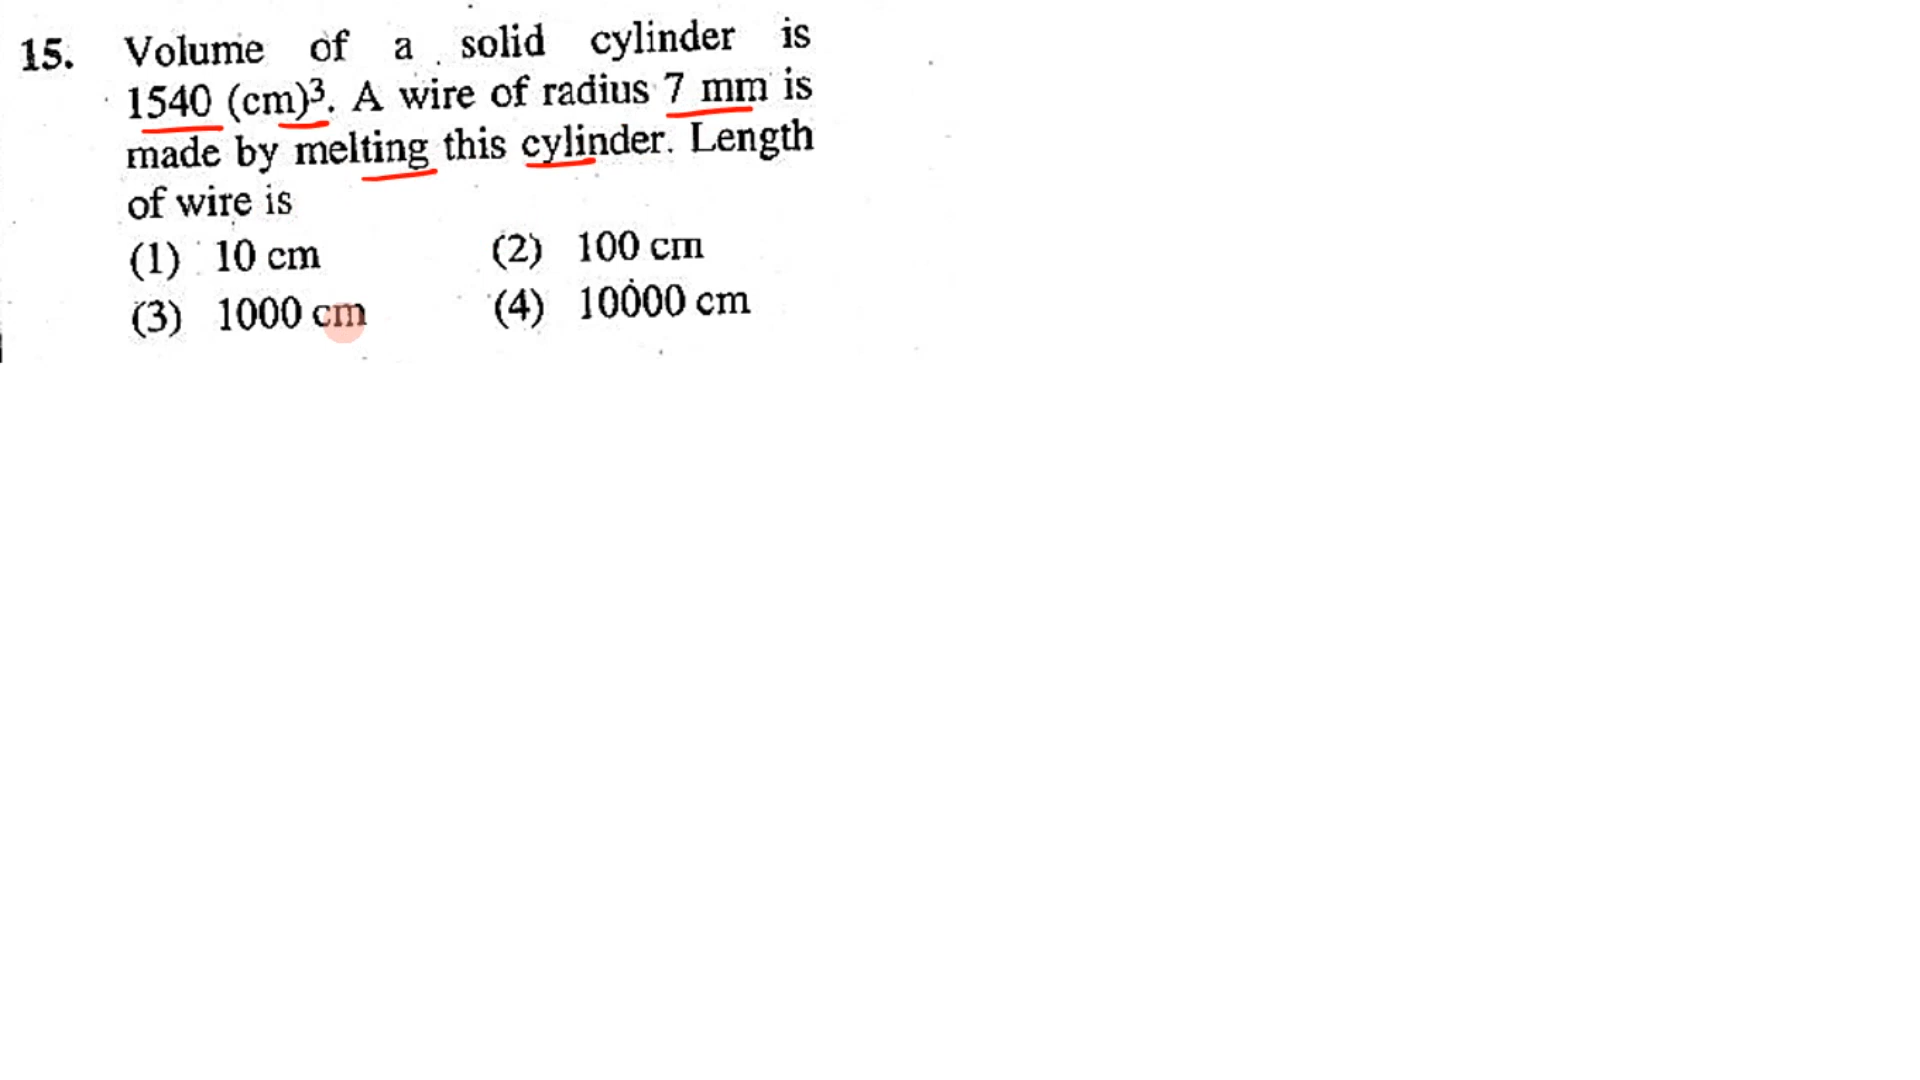 15. Volume of a solid cylinder is
1540 (cm)³. A wire of radius 7 mm is
made by melting this cylinder. Length
of wire is
(1) 10 cm (2) 100 cm
(3) 1000 cm (4) 10000 cm